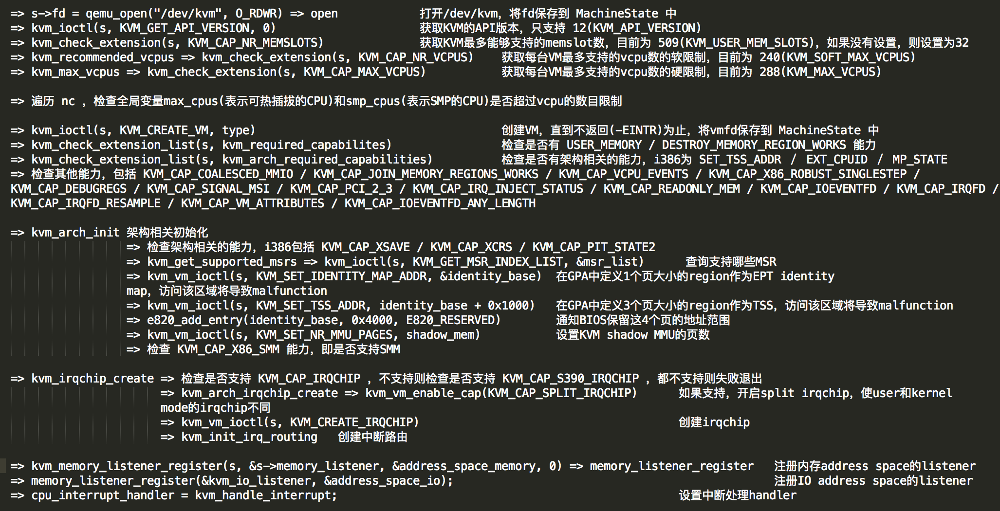 => s->fd = qemu_open("/dev/kvm", O_RDWR) => open 打开/dev/kvm，将fd保存到 MachineState 中
=> kvm_ioctl(s, KVM_GET_API_VERSION, 0) 获取KVM的API版本，只支持 12(KVM_API_VERSION)
=> kvm_check_extension(s, KVM_CAP_NR_MEMSLOTS) 获取KVM最多能够支持的memslot数，目前为 509(KVM_USER_MEM_SLOTS)，如果没有设置，则设置为32
=> kvm_recommended_vcpus => kvm_check_extension(s, KVM_CAP_NR_VCPUS) 获取每台VM最多支持的vcpu数的软限制，目前为 240(KVM_SOFT_MAX_VCPUS)
=> kvm_max_vcpus => kvm_check_extension(s, KVM_CAP_MAX_VCPUS) 获取每台VM最多支持的vcpu数的硬限制，目前为 288(KVM_MAX_VCPUS)
=> 遍历 nc ，检查全局变量max_cpus(表示可热插拔的CPU)和smp_cpus(表示SMP的CPU)是否超过vcpu的数目限制
=> kvm_ioctl(s, KVM_CREATE_VM, type) 创建VM，直到不返回(-EINTR)为止，将vmfd保存到 MachineState 中
=> kvm_check_extension_list(s, kvm_required_capabilites) 检查是否有 USER_MEMORY / DESTROY_MEMORY_REGION_WORKS 能力
=> kvm_check_extension_list(s, kvm_arch_required_capabilities) 检查是否有架构相关的能力，i386为 SET_TSS_ADDR / EXT_CPUID / MP_STATE
=> 检查其他能力，包括 KVM_CAP_COALESCED_MMIO / KVM_CAP_JOIN_MEMORY_REGIONS_WORKS / KVM_CAP_VCPU_EVENTS / KVM_CAP_X86_ROBUST_SINGLESTEP /
KVM_CAP_DEBUGREGS / KVM_CAP_SIGNAL_MSI / KVM_CAP_PCI_2_3 / KVM_CAP_IRQ_INJECT_STATUS / KVM_CAP_READONLY_MEM / KVM_CAP_IOEVENTFD / KVM_CAP_IRQFD /
KVM_CAP_IRQFD_RESAMPLE / KVM_CAP_VM_ATTRIBUTES / KVM_CAP_IOEVENTFD_ANY_LENGTH
=> kvm_arch_init 架构相关初始化
=> 检查架构相关的能力，i386包括 KVM_CAP_XSAVE / KVM_CAP_XCRS / KVM_CAP_PIT_STATE2
=> kvm_get_supported_msrs => kvm_ioctl(s, KVM_GET_MSR_INDEX_LIST, &msr_list) 查询支持哪些MSR
=> kvm_vm_ioctl(s, KVM_SET_IDENTITY_MAP_ADDR, &identity_base) 在GPA中定义1个页大小的region作为EPT identity
map，访问该区域将导致malfunction
=> kvm_vm_ioctl(s, KVM_SET_TSS_ADDR, identity_base + 0x1000) 在GPA中定义3个页大小的region作为TSS，访问该区域将导致malfunction
=> e820_add_entry(identity_base, 0x4000, E820_RESERVED) 通知BIOS保留这4个页的地址范围
=> kvm_vm_ioctl(s, KVM_SET_NR_MMU_PAGES, shadow_mem) 设置KVM shadow MMU的页数
=> 检查 KVM_CAP_X86_SMM 能力，即是否支持SMM
=> kvm_irqchip_create => 检查是否支持 KVM_CAP_IRQCHIP ，不支持则检查是否支持 KVM_CAP_S390_IRQCHIP ，都不支持则失败退出
=> kvm_arch_irqchip_create => kvm_vm_enable_cap(KVM_CAP_SPLIT_IRQCHIP) 如果支持，开启split irqchip，使user和kernel
mode的irqchip不同
=> kvm_vm_ioctl(s, KVM_CREATE_IRQCHIP) 创建irqchip
=> kvm_init_irq_routing 创建中断路由
=> kvm_memory_listener_register(s, &s->memory_listener, &address_space_memory, 0) => memory_listener_register 注册内存address space的listener
=> memory_listener_register(&kvm_io_listener, &address_space_io); 注册IO address space的listener
=> cpu_interrupt_handler = kvm_handle_interrupt; 设置中断处理handler